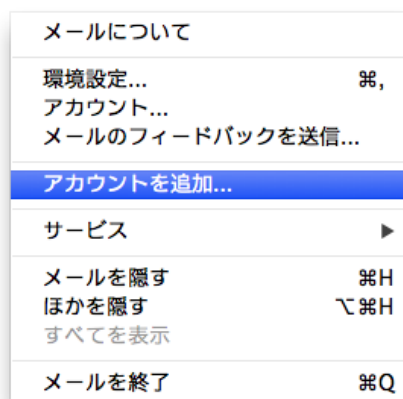 メールについて
環境設定... ⌘,
アカウント...
メールのフィードバックを送信...
アカウントを追加...
サービス ▶
メールを隠す ⌘H
ほかを隠す ⌥⌘H
すべてを表示
メールを終了 ⌘Q